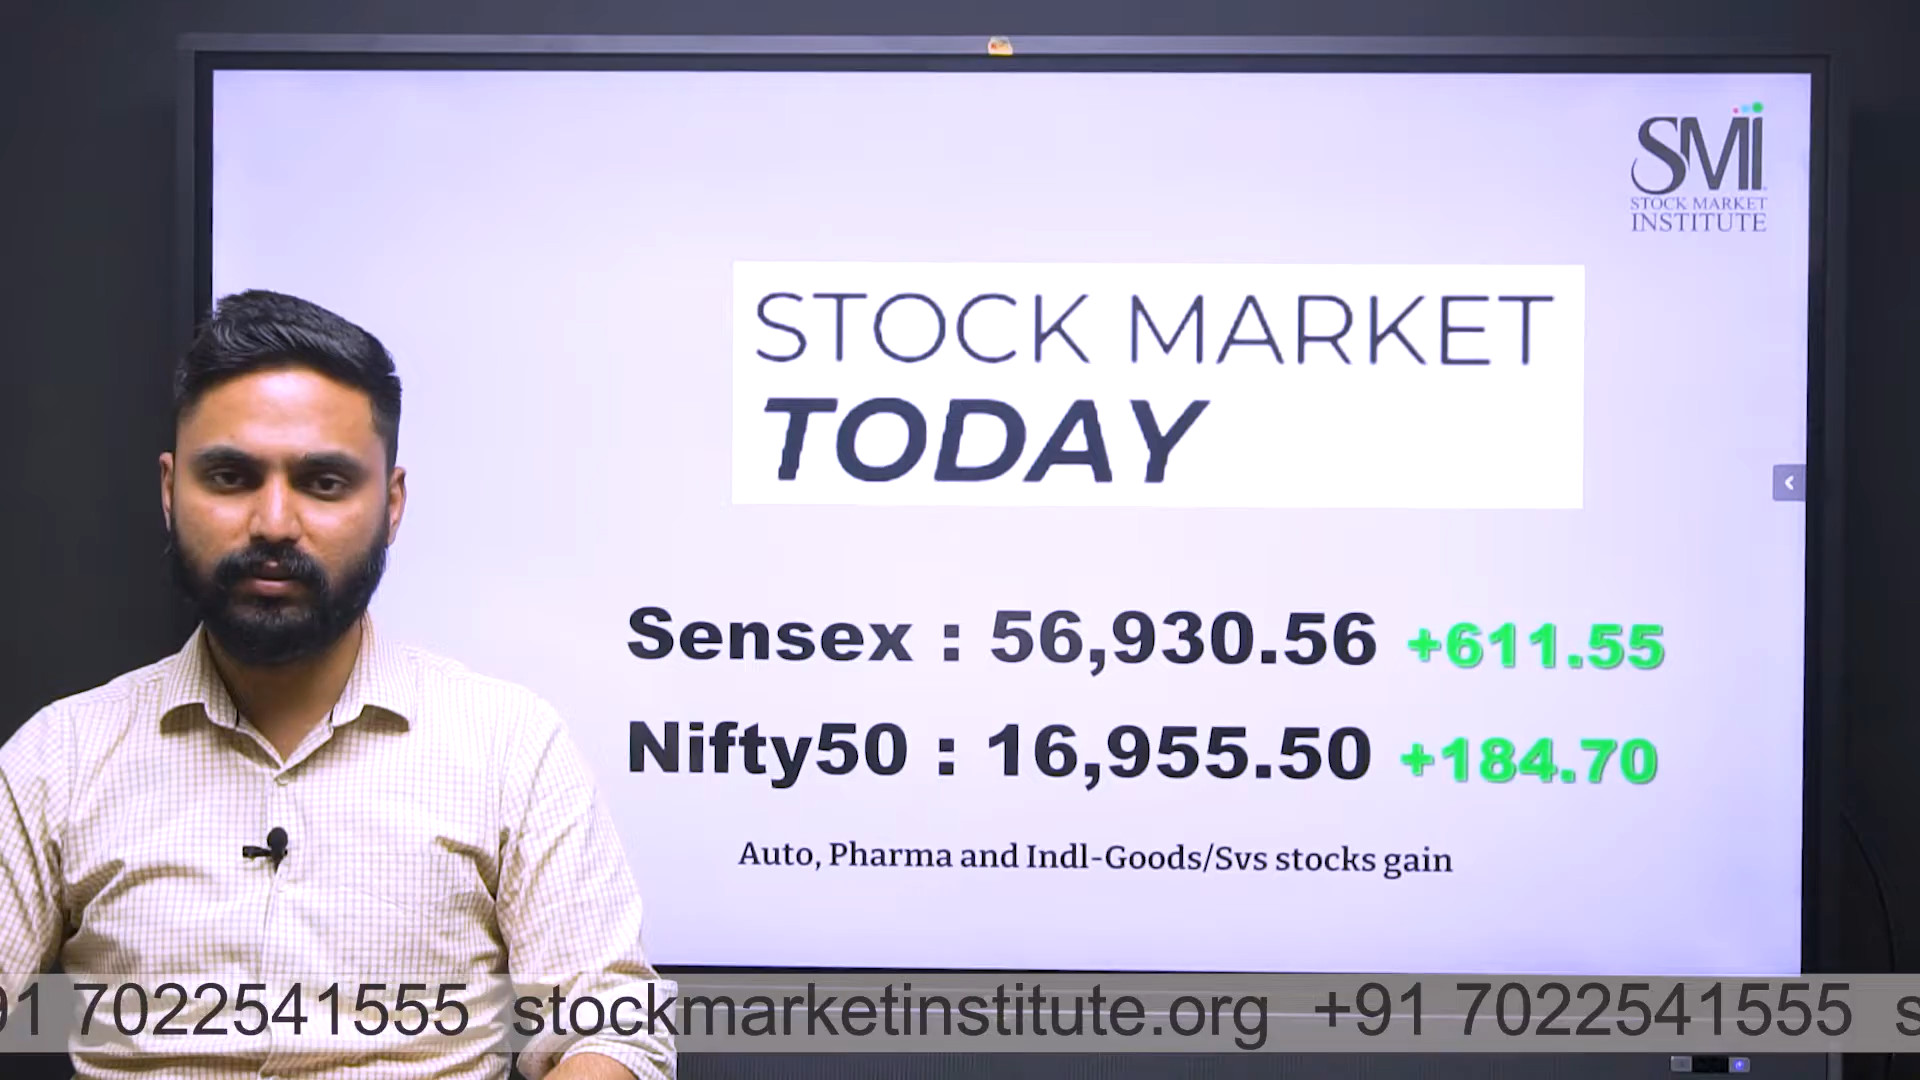 SMI
STOCK MARKET
INSTITUTE
STOCK MARKET
TODAY
Sensex : 56,930.56 +611.55
Nifty50 : 16,955.50 +184.70
Auto, Pharma and Indl-Goods/Svs stocks gain
91 7022541555 stockmarketinstitute.org +91 7022541555 s